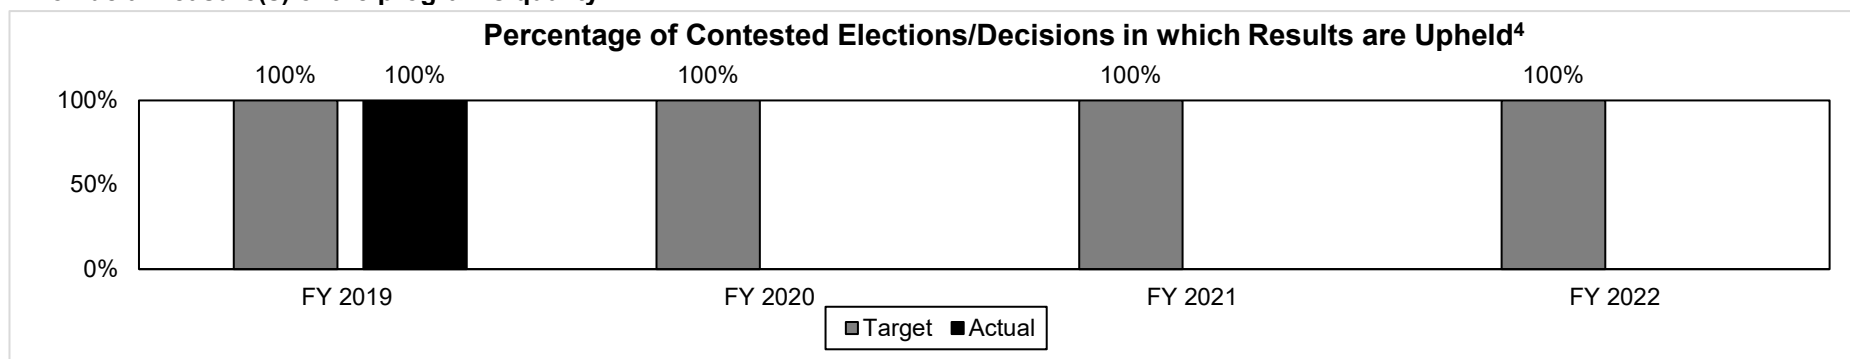 Percentage of Contested Elections/Decisions in which Results are Upheld4
100% 100% 100% 100% 100%
100%
50%
0%
FY 2019 FY 2020 FY 2021 FY 2022
Target Actual